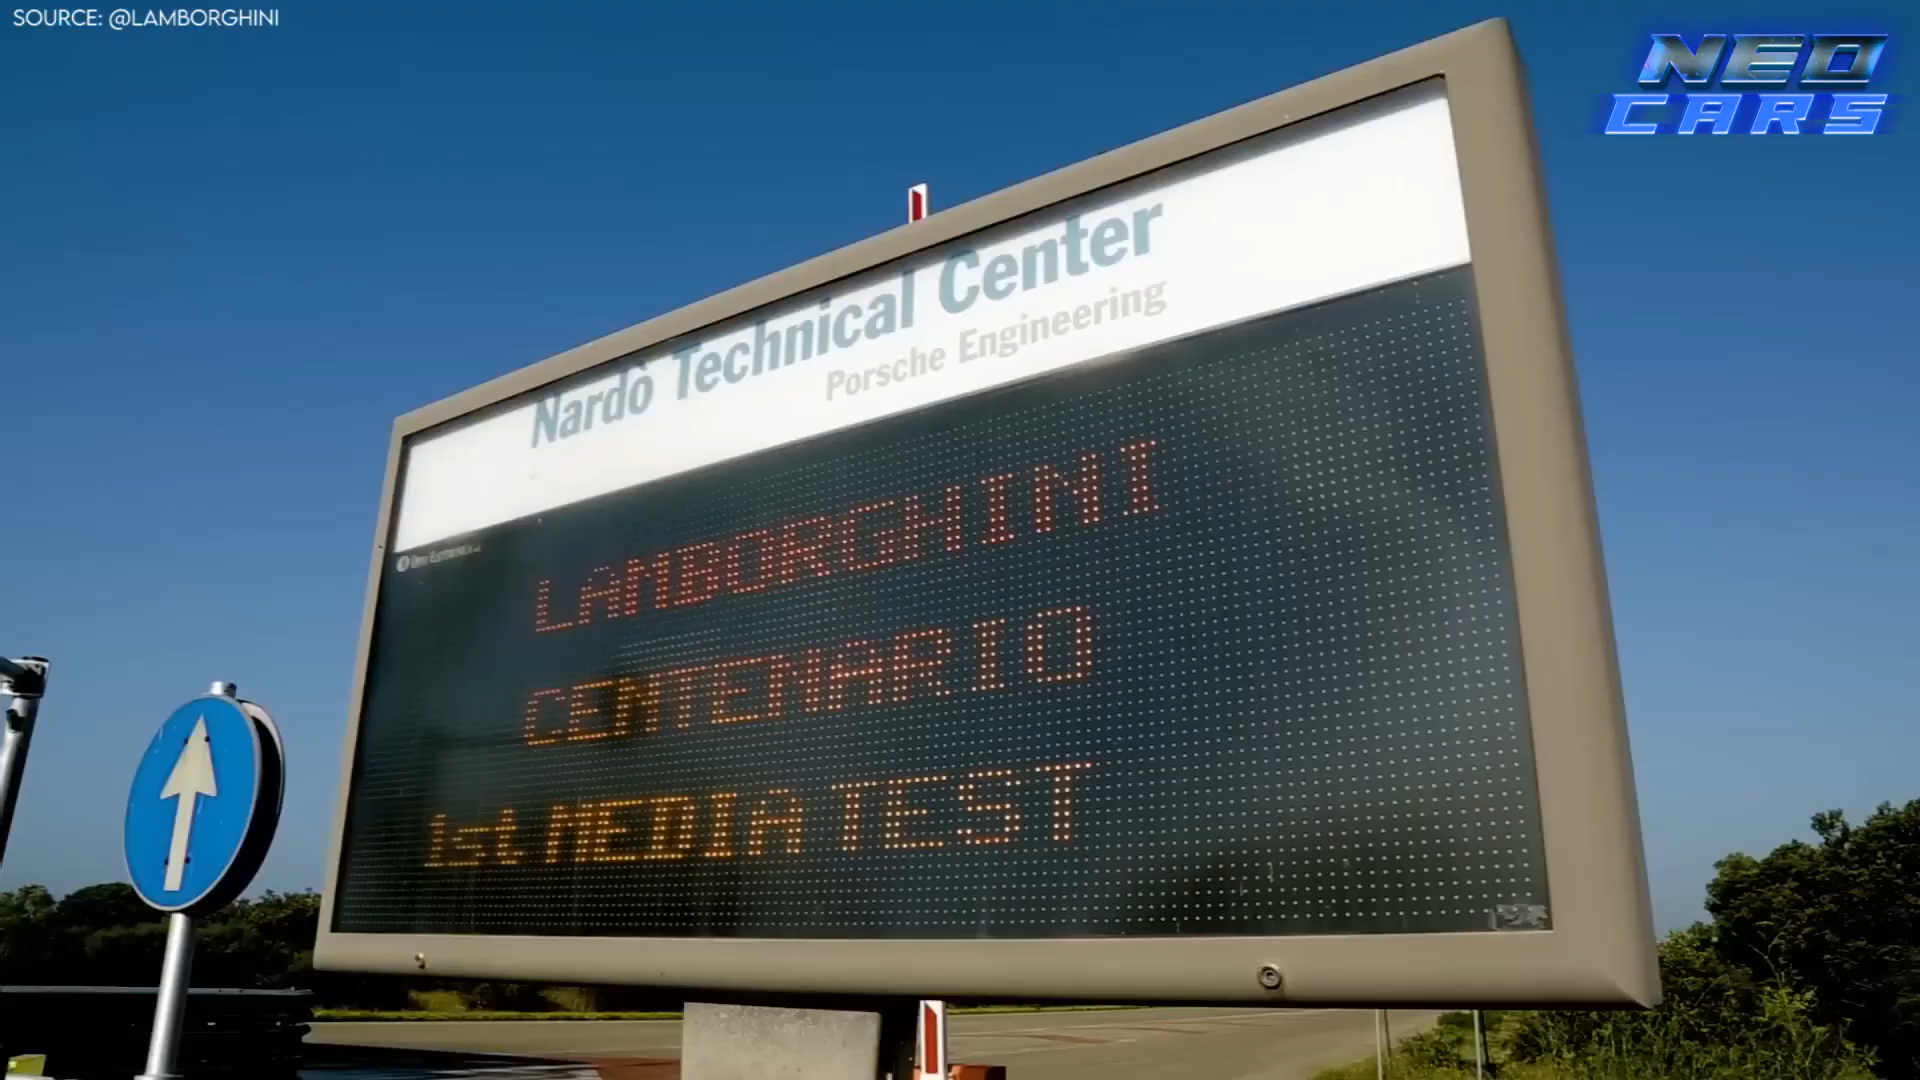 SOURCE: @LAMBORGHINI
NEO
CARS
Nardò Technical Center
Porsche Engineering
LAMBORGHINI
CENTENARIO
1st MEDIA TEST